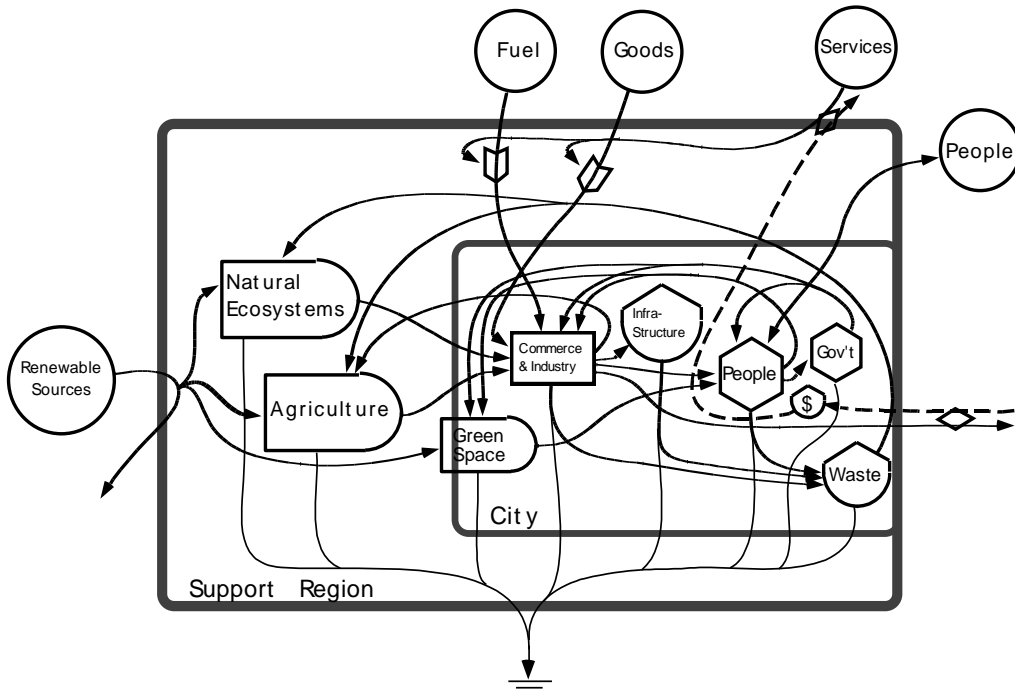 Fuel
Goods
Services
People
Natural
Ecosystems
Infra-
Structure
Renewable
Sources
Commerce
& Industry
Gov't
People
Agriculture
$
Green
Space
Waste
City
Support Region